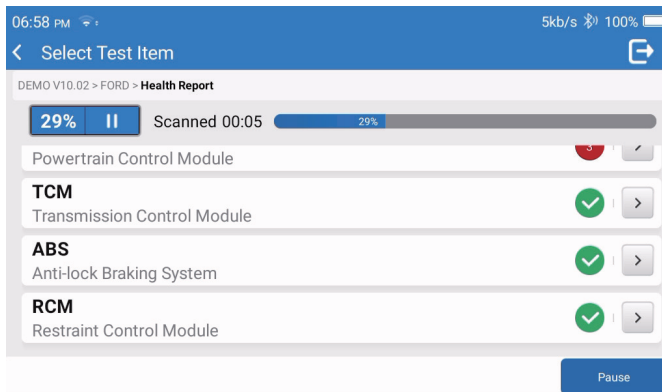 06:58 PM 5kb/s 100%
Select Test Item
DEMO V10.02 > FORD > Health Report
29% Scanned 00:05 29%
Powertrain Control Module 3
TCM
Transmission Control Module
ABS
Anti-lock Braking System
RCM
Restraint Control Module
Pause